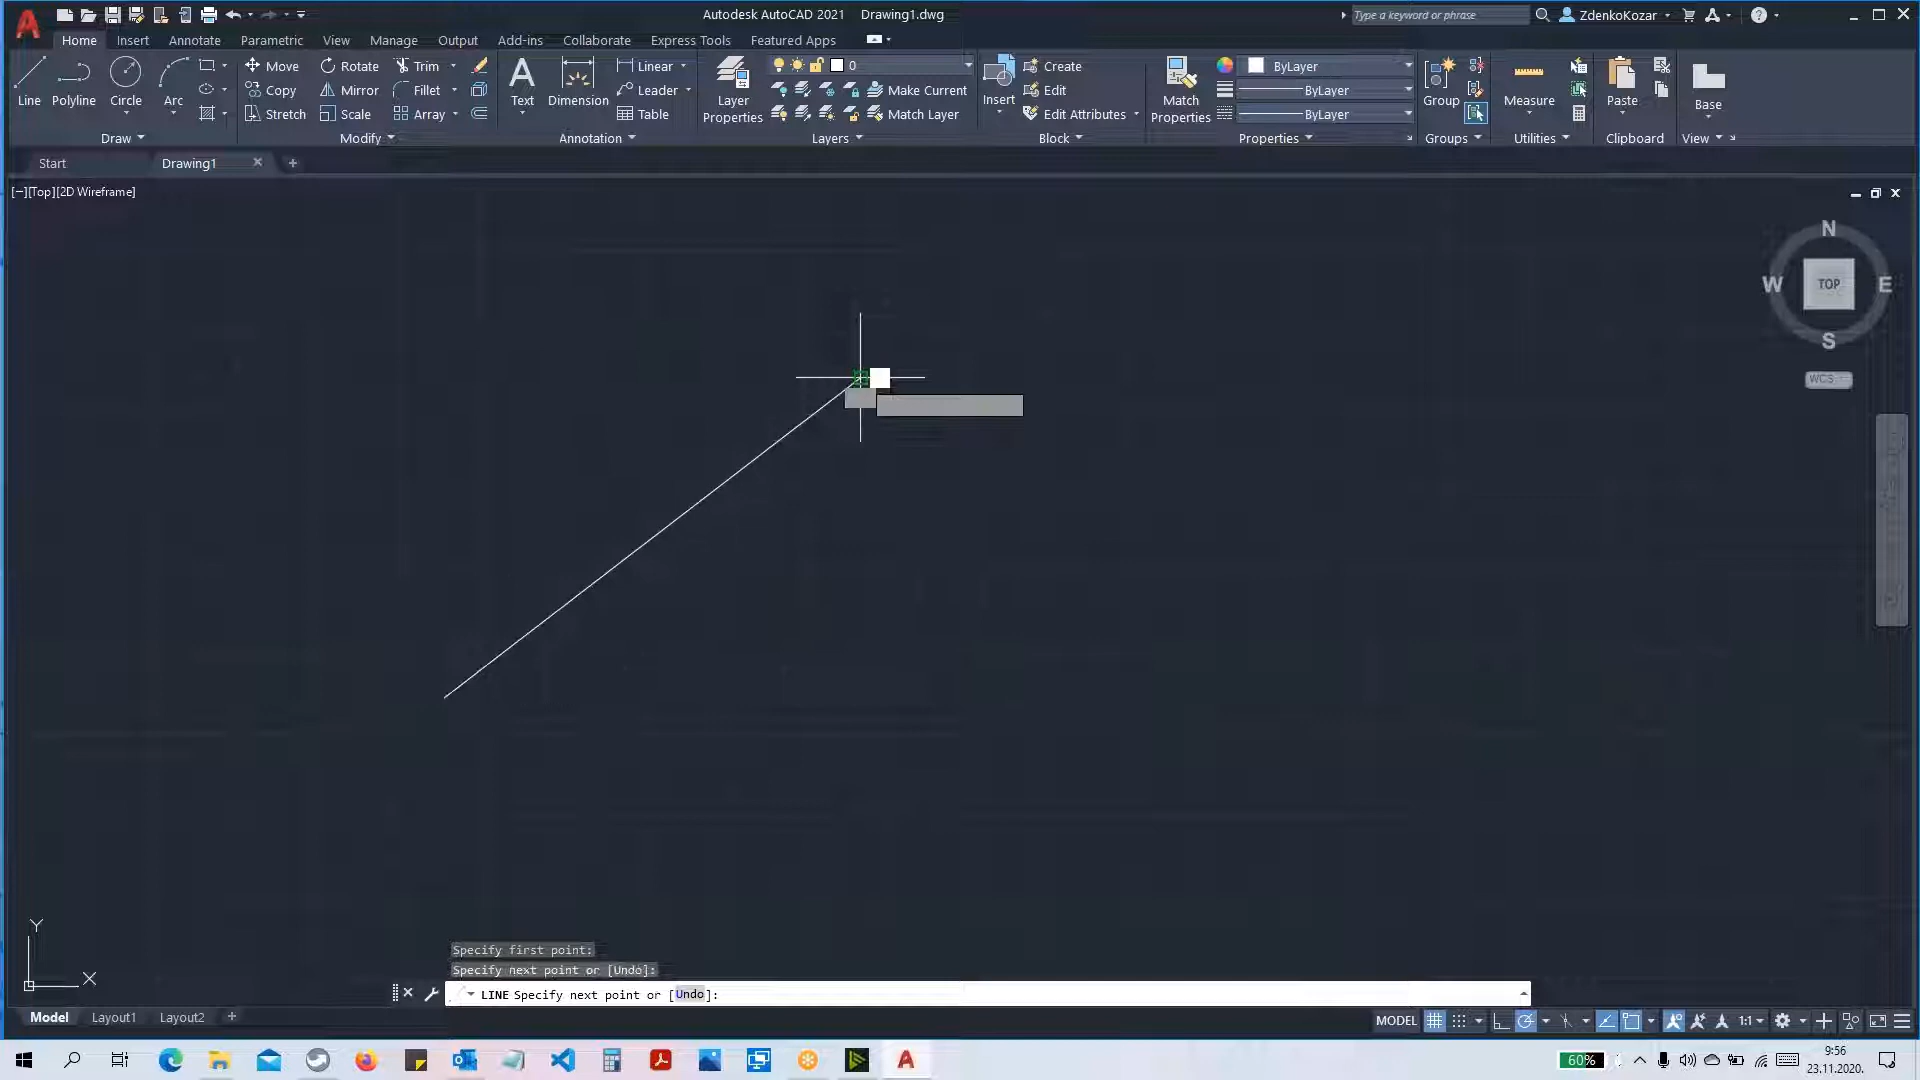 Autodesk AutoCAD 2021 Drawing1.dwg
Type a keyword or phrase
ZdenkoKozar
Home Insert Annotate Parametric View Manage Output Add-ins Collaborate Express Tools Featured Apps
Line Polyline Circle Arc
Draw
Move Rotate Trim
Copy Mirror Fillet
Stretch Scale Array
Modify
Text Dimension
Linear
Leader
Table
Annotation
Layer Properties
0
Make Current
Match Layer
Layers
Insert
Create
Edit
Edit Attributes
Block
Match Properties
ByLayer
ByLayer
ByLayer
Properties
Group
Groups
Measure
Utilities
Paste
Clipboard
Base
View
Start Drawing1
[−][Top][2D Wireframe]
N
W TOP E
S
WCS
Y
X
Specify first point:
Specify next point or [Undo]:
LINE Specify next point or [Undo]:
Model Layout1 Layout2
MODEL 1:1
60%
9:56
23.11.2020.